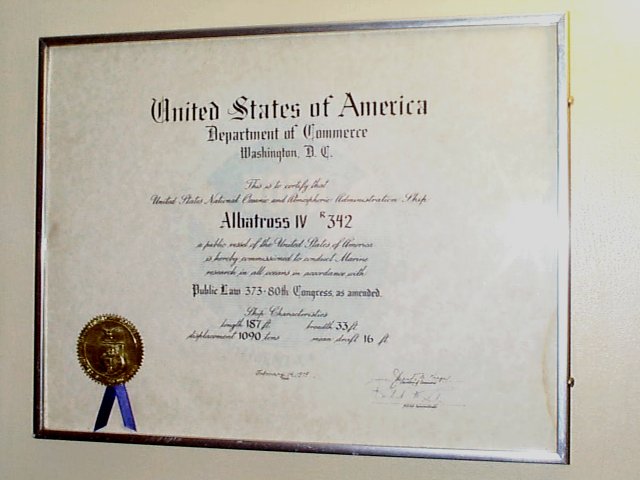 United States of America
Department of Commerce
Washington, D. C.
This is to certify that
United States National Oceanic and Atmospheric Administration Ship
Albatross IV R 342
a public vessel of the United States of America
is hereby commissioned to conduct Marine
research in all oceans in accordance with
Public Law 373-80th Congress, as amended.
Ship Characteristics
length 187 ft. breadth 33 ft.
displacement 1090 tons mean draft 16 ft.
February